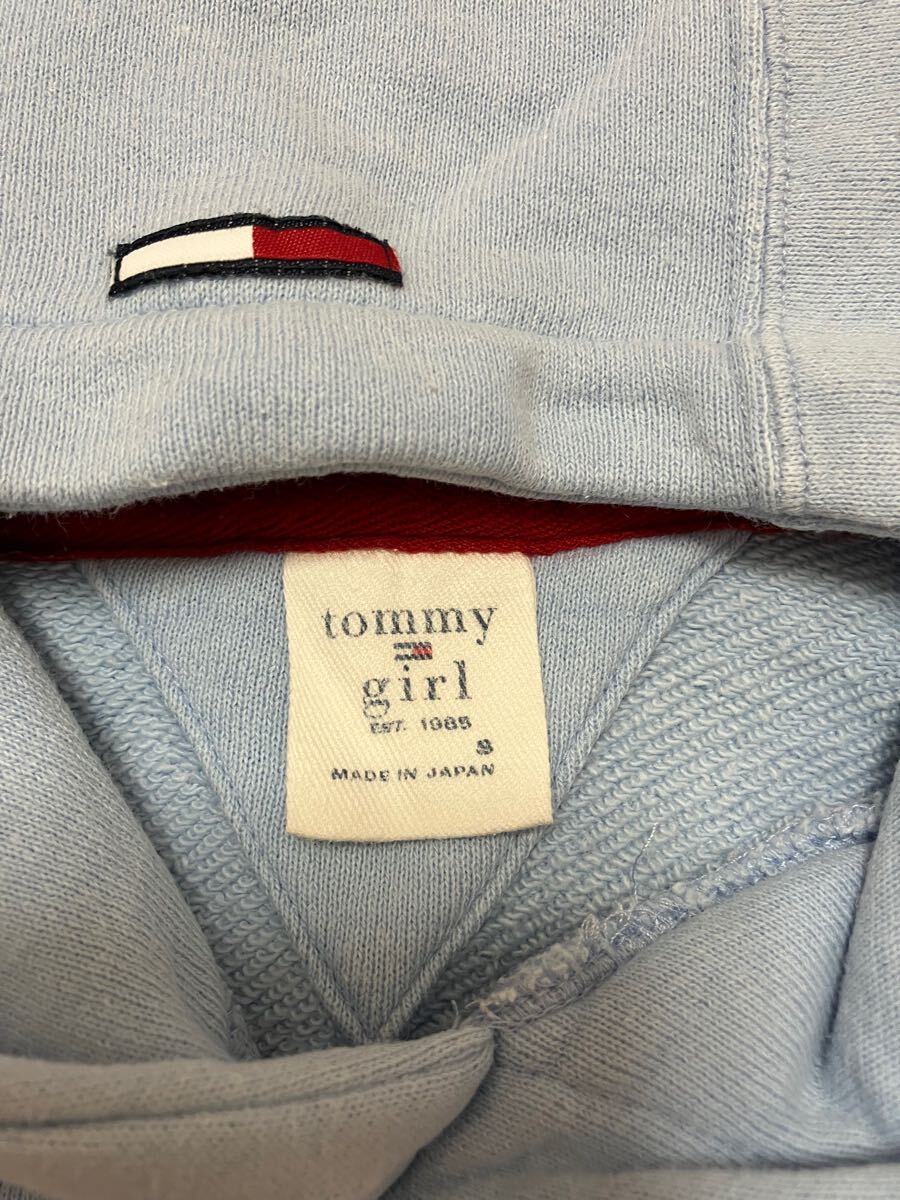 tommy
girl
EST. 1985
S
MADE IN JAPAN